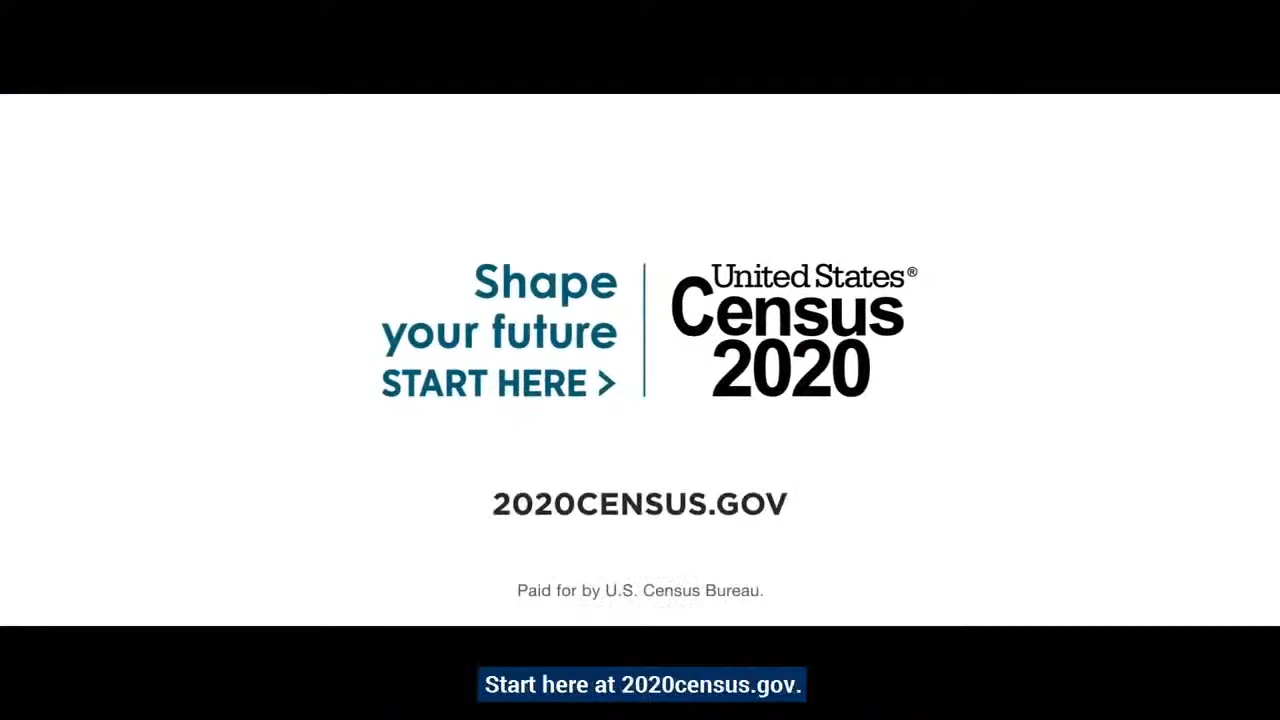 Shape
your future
START HERE >
United States®
Census
2020
2020CENSUS.GOV
Paid for by U.S. Census Bureau.
Start here at 2020census.gov.